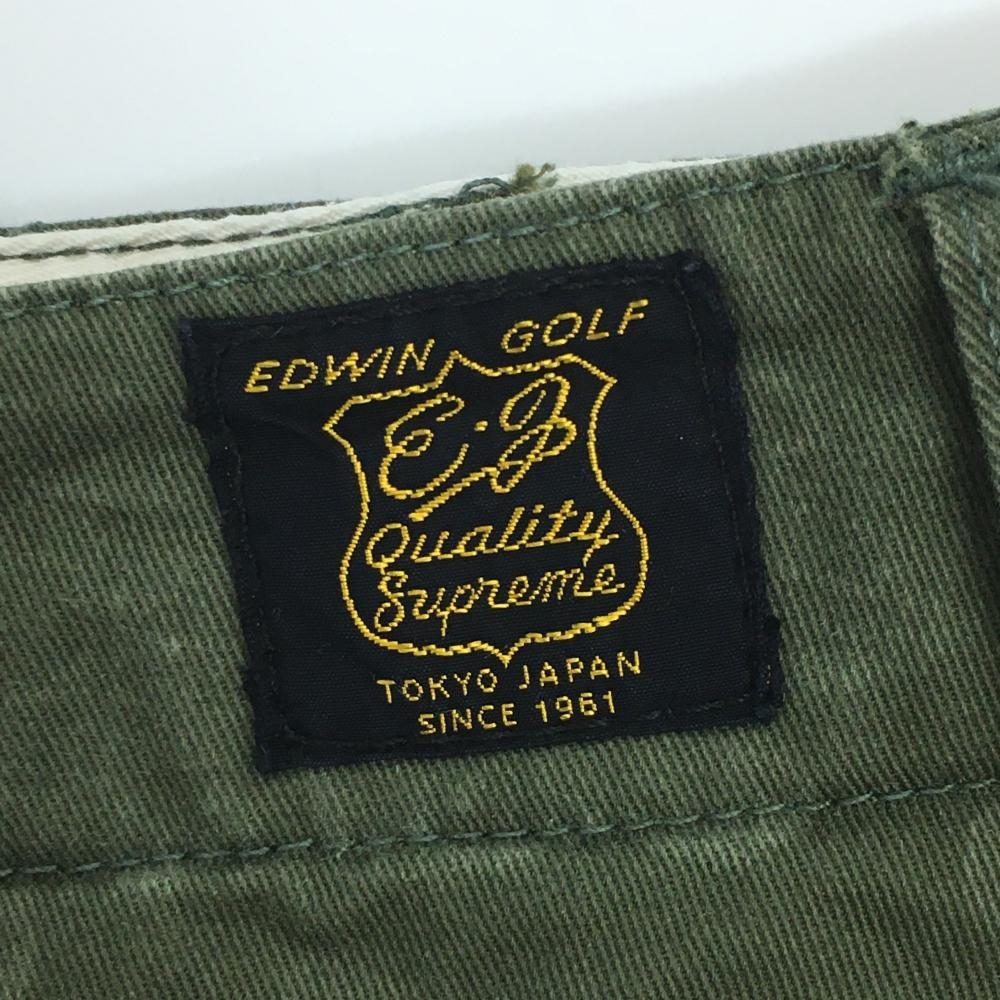 EDWIN GOLF
E.G
Quality
Supreme
TOKYO JAPAN
SINCE 1961